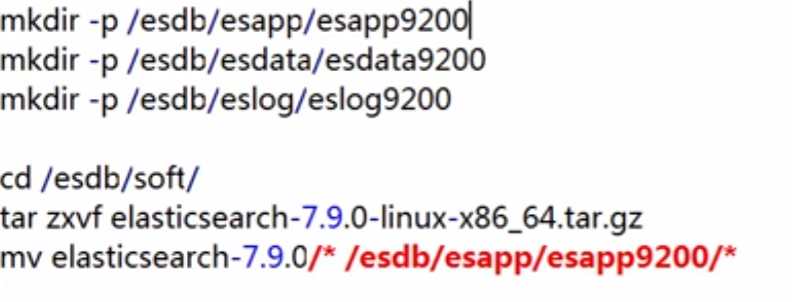 mkdir -p /esdb/esapp/esapp9200
mkdir -p /esdb/esdata/esdata9200
mkdir -p /esdb/eslog/eslog9200
cd /esdb/soft/
tar zxvf elasticsearch-7.9.0-linux-x86_64.tar.gz
mv elasticsearch-7.9.0/* /esdb/esapp/esapp9200/*